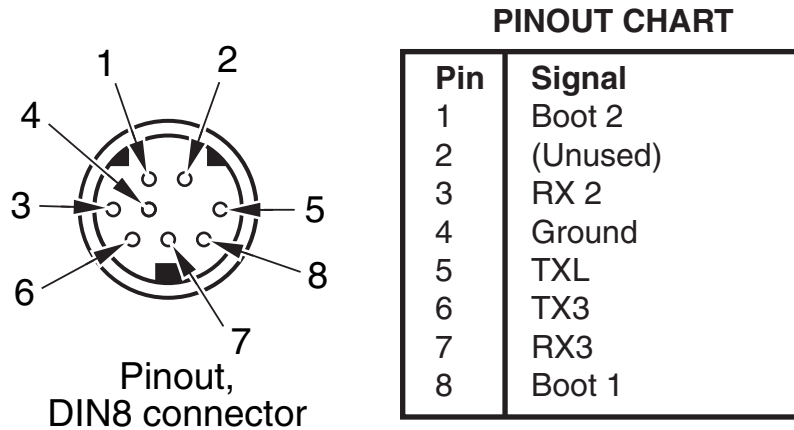 PINOUT CHART
1
2
4
3
5
6
8
7
Pinout,
DIN8 connector
Pin Signal
1 Boot 2
2 (Unused)
3 RX 2
4 Ground
5 TXL
6 TX3
7 RX3
8 Boot 1